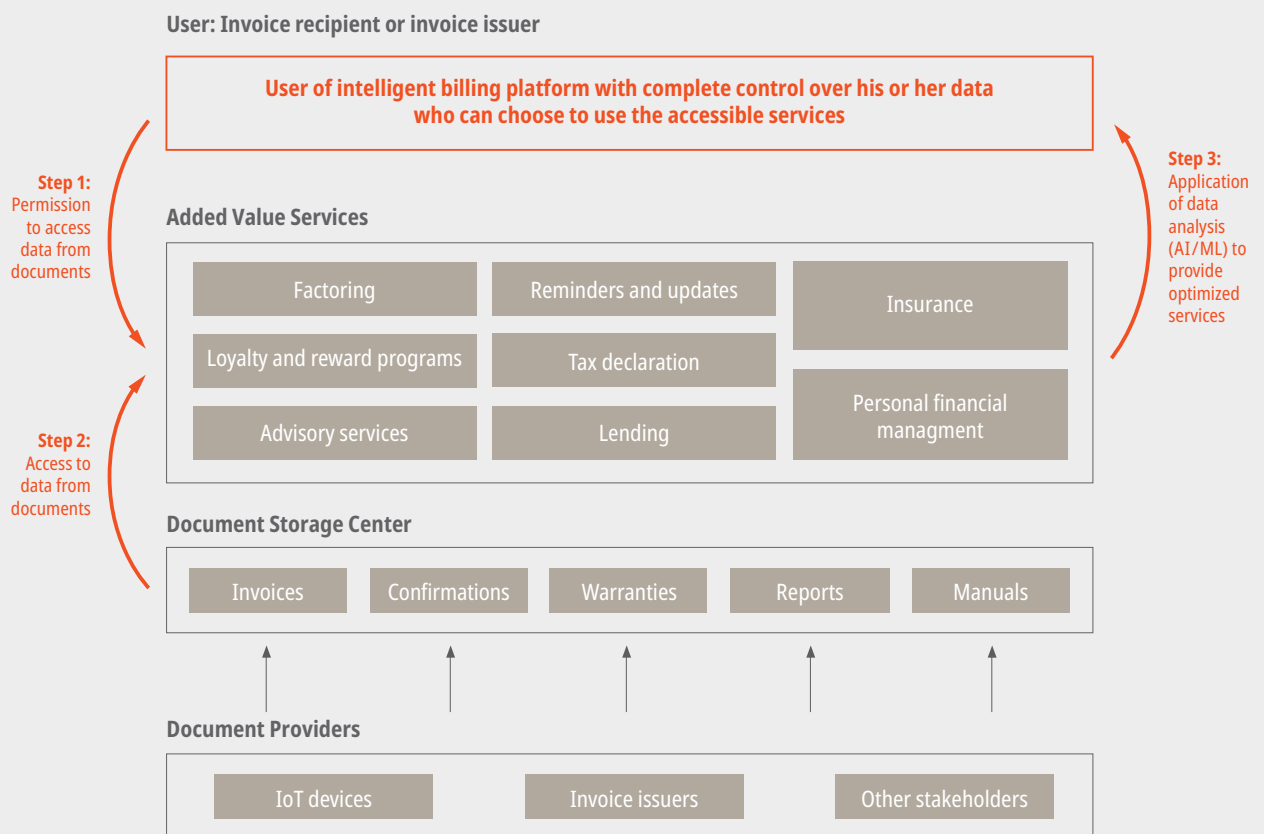 User: Invoice recipient or invoice issuer
User of intelligent billing platform with complete control over his or her data
who can choose to use the accessible services
Step 1:
Permission
to access
data from
documents
Step 3:
Application
of data
analysis
(AI/ML) to
provide
optimized
services
Added Value Services
Factoring
Reminders and updates
Insurance
Loyalty and reward programs
Tax declaration
Personal financial
managment
Advisory services
Lending
Step 2:
Access to
data from
documents
Document Storage Center
Invoices
Confirmations
Warranties
Reports
Manuals
Document Providers
IoT devices
Invoice issuers
Other stakeholders